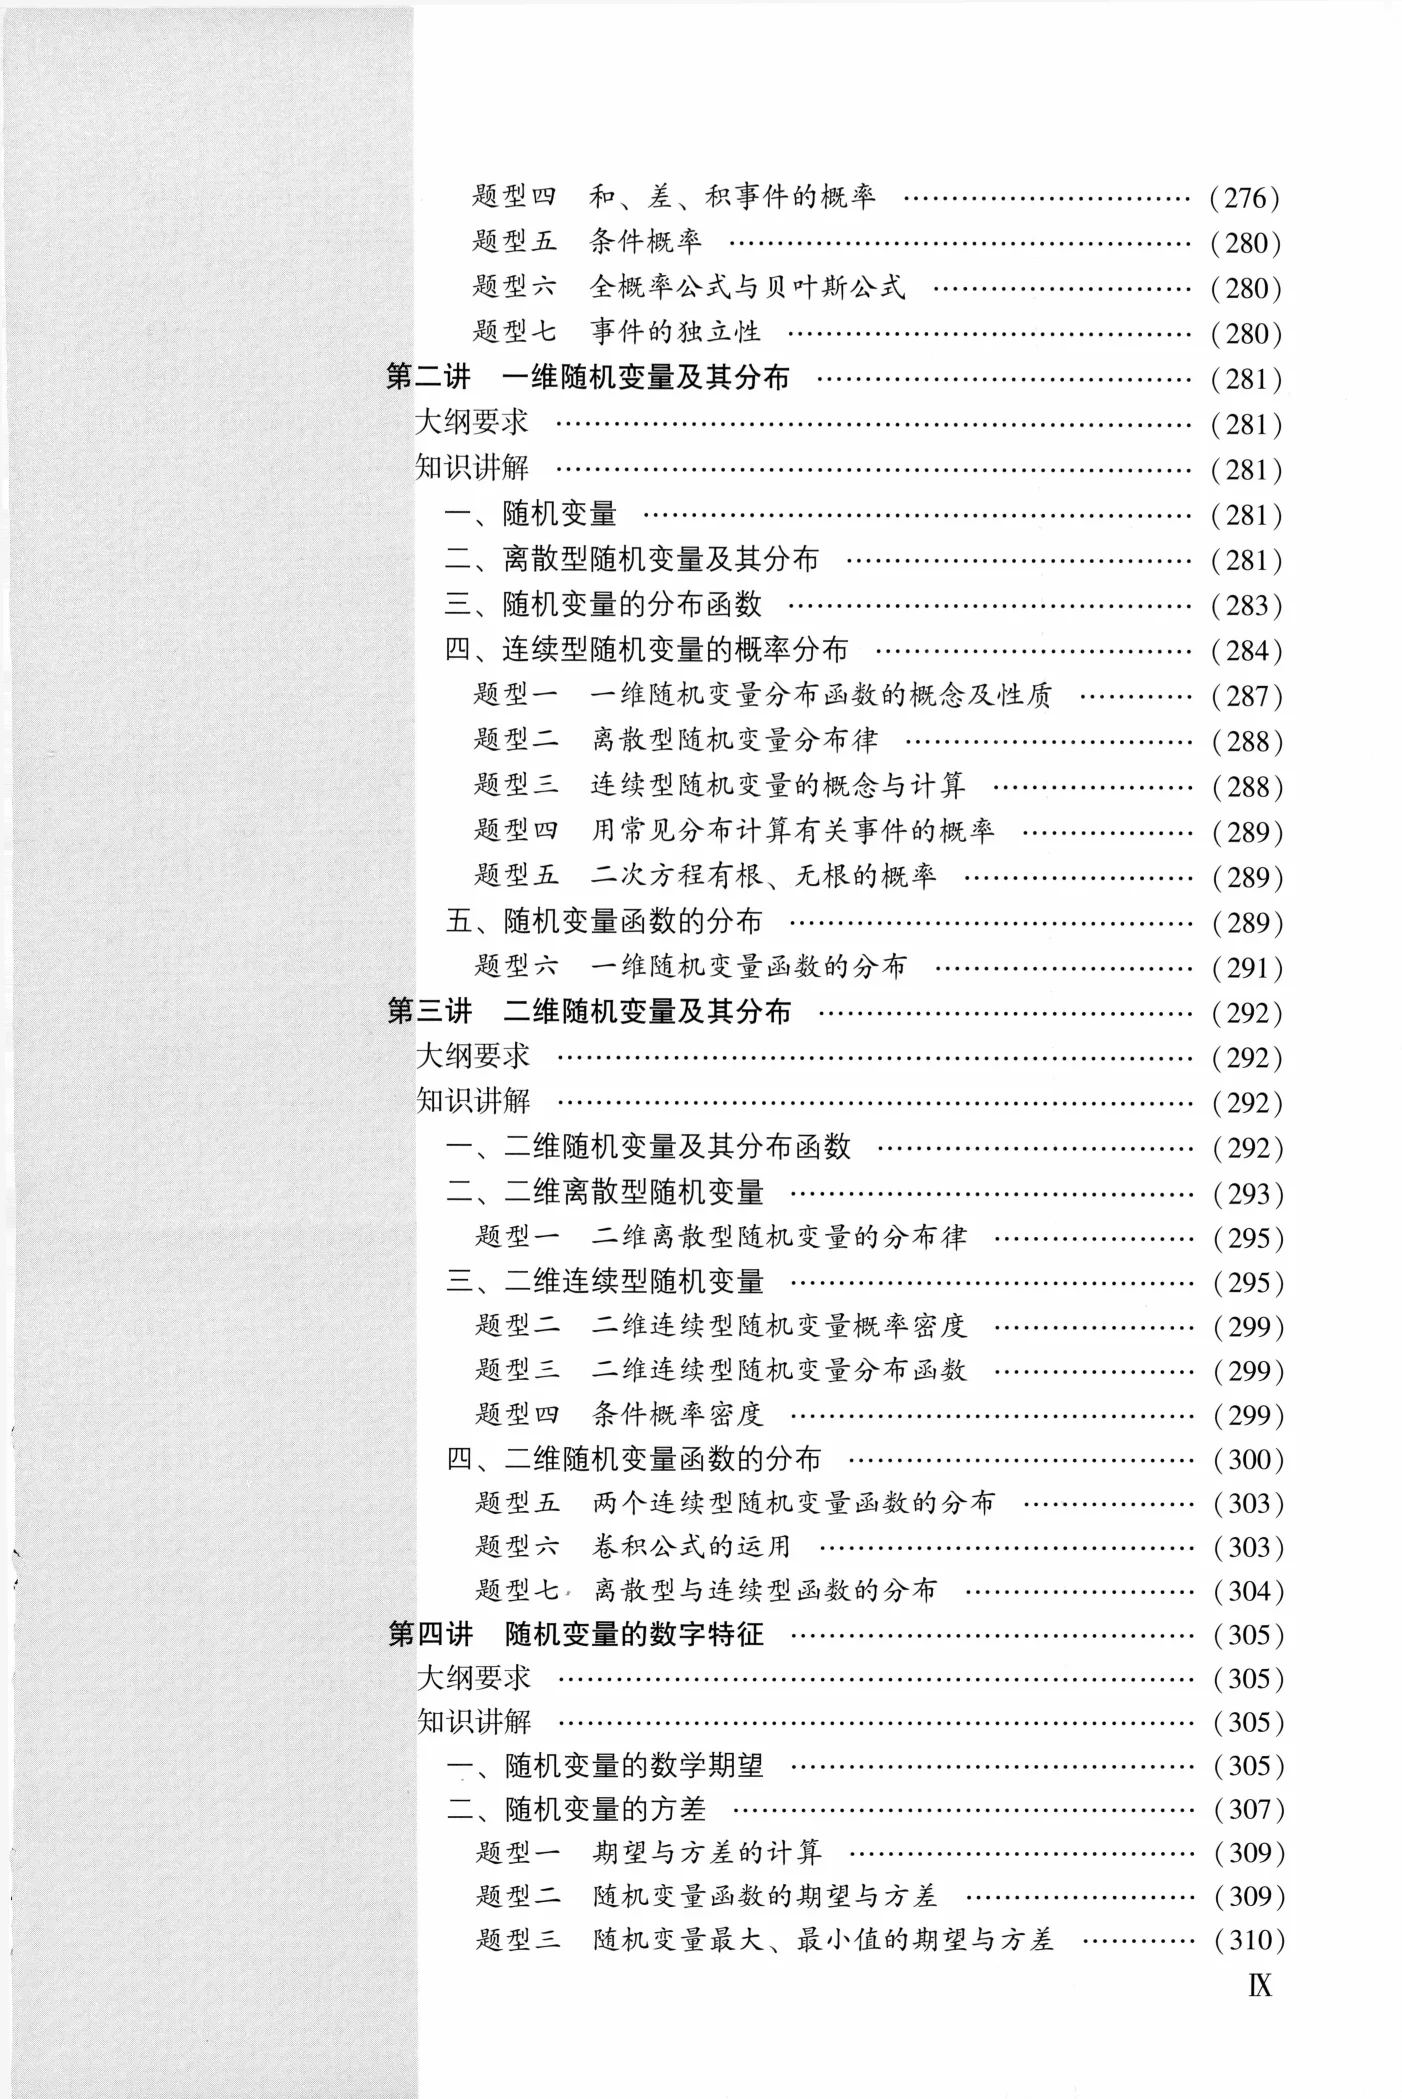 题型四 和、差、积事件的概率 …………………………… (276)
题型五 条件概率 …………………………… (280)
题型六 全概率公式与贝叶斯公式 …………………………… (280)
题型七 事件的独立性 …………………………… (280)
第二讲 一维随机变量及其分布 …………………………… (281)
大纲要求 …………………………… (281)
知识讲解 …………………………… (281)
一、随机变量 …………………………… (281)
二、离散型随机变量及其分布 …………………………… (281)
三、随机变量的分布函数 …………………………… (283)
四、连续型随机变量的概率分布 …………………………… (284)
题型一 一维随机变量分布函数的概念及性质 ………… (287)
题型二 离散型随机变量分布律 …………………………… (288)
题型三 连续型随机变量的概念与计算 ………………… (288)
题型四 用常见分布计算有关事件的概率 ……………… (289)
题型五 二次方程有根、无根的概率 …………………… (289)
五、随机变量函数的分布 …………………………… (289)
题型六 一维随机变量函数的分布 ……………………… (291)
第三讲 二维随机变量及其分布 …………………………… (292)
大纲要求 …………………………… (292)
知识讲解 …………………………… (292)
一、二维随机变量及其分布函数 …………………………… (292)
二、二维离散型随机变量 …………………………… (293)
题型一 二维离散型随机变量的分布律 ………………… (295)
三、二维连续型随机变量 …………………………… (295)
题型二 二维连续型随机变量概率密度 ………………… (299)
题型三 二维连续型随机变量分布函数 ………………… (299)
题型四 条件概率密度 …………………………… (299)
四、二维随机变量函数的分布 …………………………… (300)
题型五 两个连续型随机变量函数的分布 ……………… (303)
题型六 卷积公式的运用 …………………………… (303)
题型七 离散型与连续型函数的分布 …………………… (304)
第四讲 随机变量的数字特征 …………………………… (305)
大纲要求 …………………………… (305)
知识讲解 …………………………… (305)
一、随机变量的数学期望 …………………………… (305)
二、随机变量的方差 …………………………… (307)
题型一 期望与方差的计算 …………………………… (309)
题型二 随机变量函数的期望与方差 …………………… (309)
题型三 随机变量最大、最小值的期望与方差 ………… (310)
Ⅸ